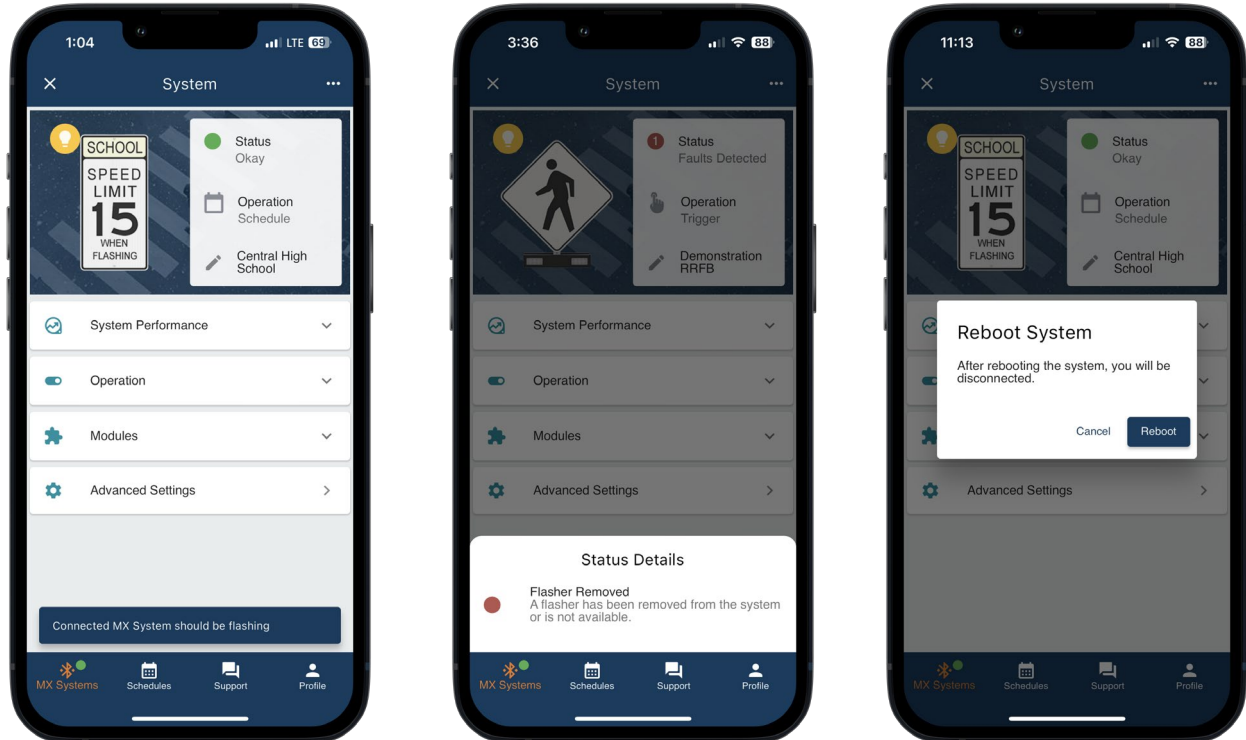 1:04
LTE 69
System
SCHOOL
SPEED
LIMIT
15
WHEN
FLASHING
Status
Okay
Operation
Schedule
Central High
School
System Performance
Operation
Modules
Advanced Settings
Connected MX System should be flashing
MX Systems
Schedules
Support
Profile
3:36
88
System
1
Status
Faults Detected
Operation
Trigger
Demonstration
RRFB
System Performance
Operation
Modules
Advanced Settings
Status Details
Flasher Removed
A flasher has been removed from the system
or is not available.
MX Systems
Schedules
Support
Profile
11:13
88
System
SCHOOL
SPEED
LIMIT
15
WHEN
FLASHING
Status
Okay
Operation
Schedule
Central High
School
Reboot System
After rebooting the system, you will be
disconnected.
Cancel
Reboot
Advanced Settings
MX Systems
Schedules
Support
Profile